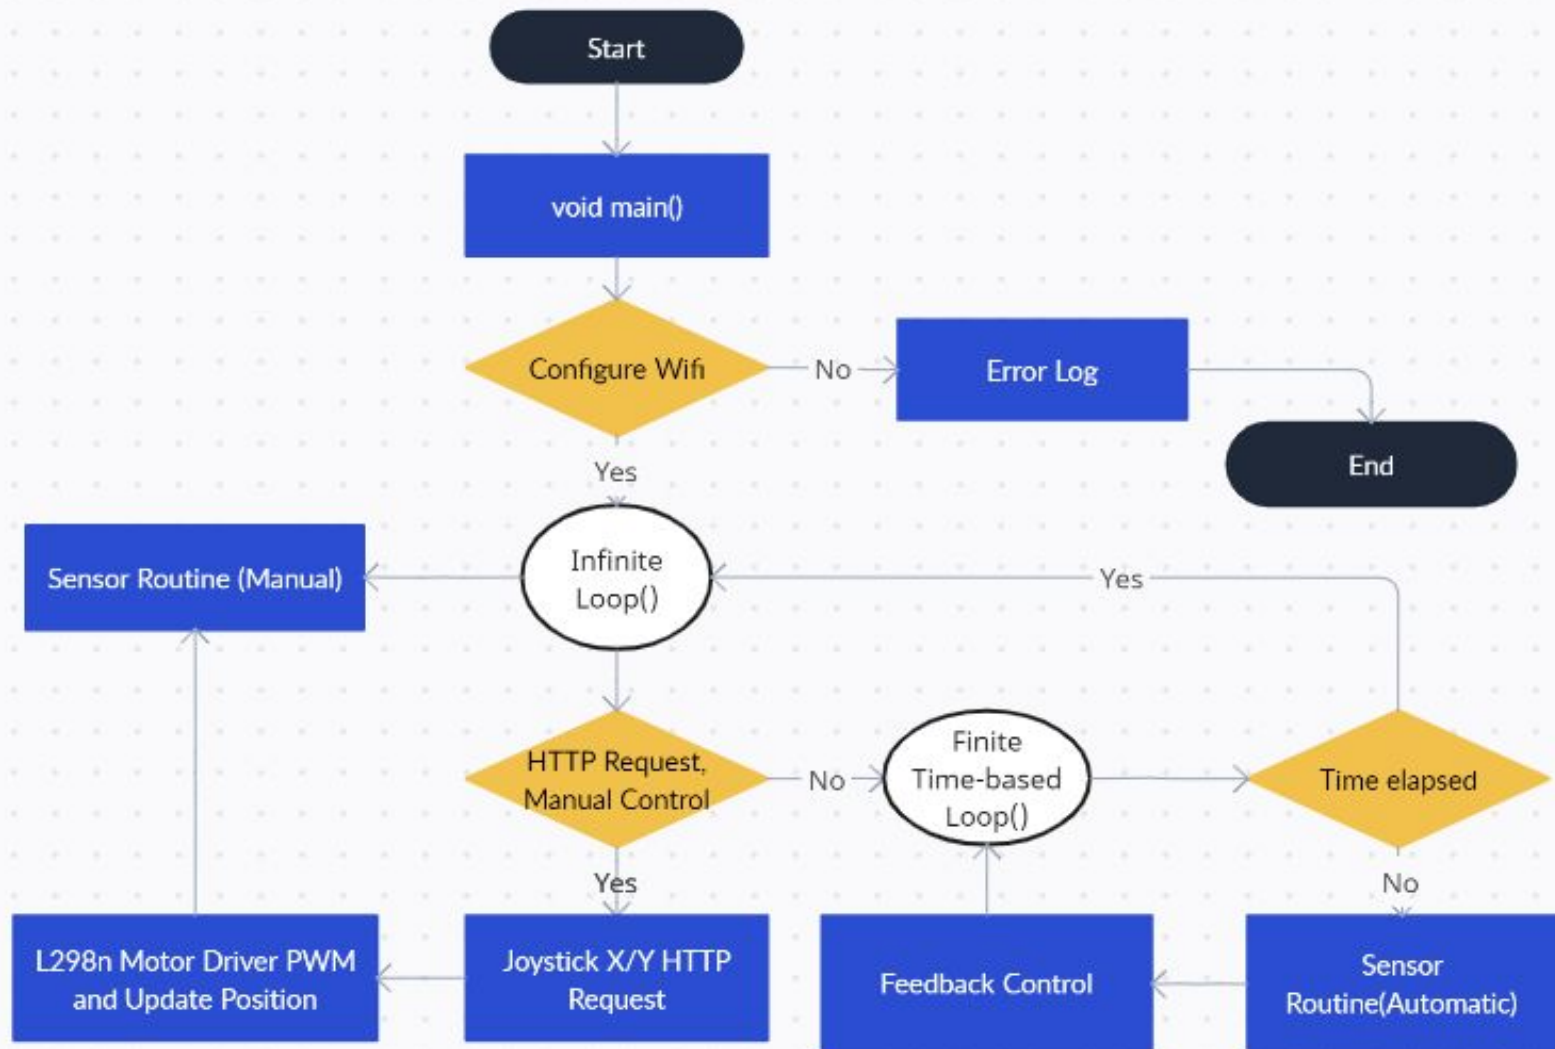 Start
void main()
Configure Wifi
No
Error Log
End
Yes
Sensor Routine (Manual)
Infinite
Loop()
Yes
HTTP Request,
Manual Control
No
Finite
Time-based
Loop()
Time elapsed
Yes
No
L298n Motor Driver PWM
and Update Position
Joystick X/Y HTTP
Request
Feedback Control
Sensor
Routine(Automatic)